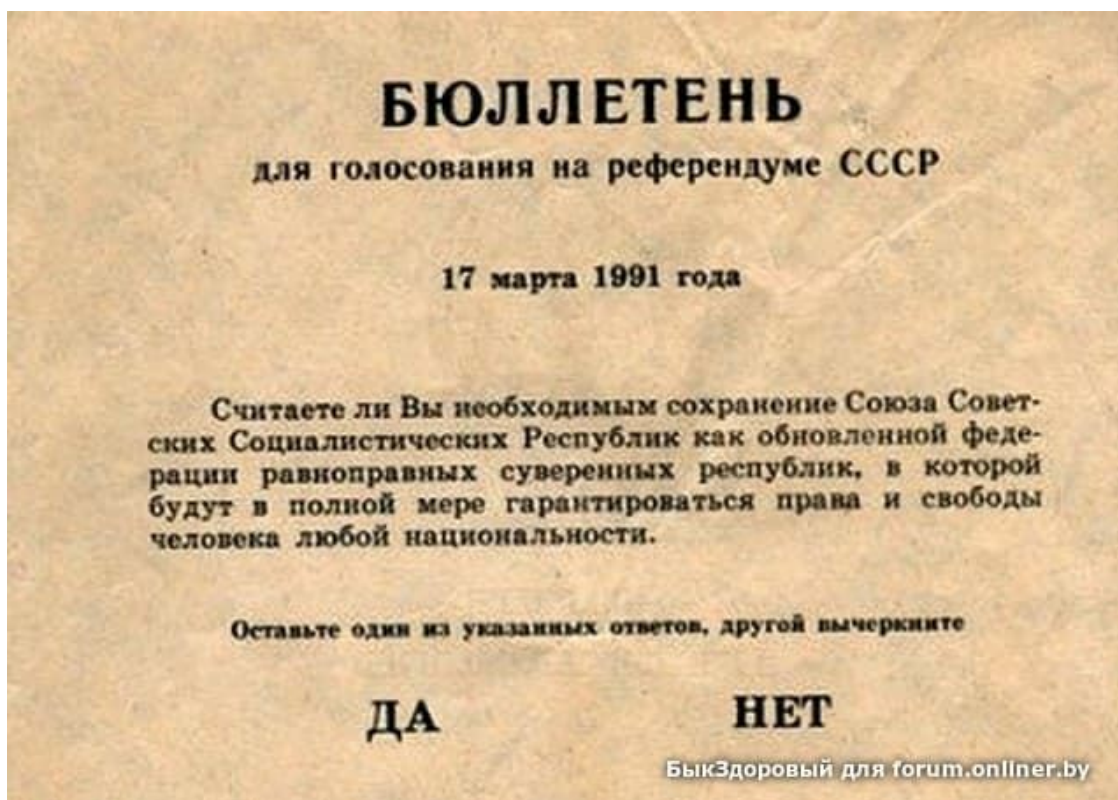 БЮЛЛЕТЕНЬ
для голосования на референдуме СССР
17 марта 1991 года
Считаете ли Вы необходимым сохранение Союза Совет-
ских Социалистических Республик как обновленной феде-
рации равноправных суверенных республик, в которой
будут в полной мере гарантироваться права и свободы
человека любой национальности.
Оставьте один из указанных ответов, другой вычеркните
ДА НЕТ
БыкЗдоровый для forum.onliner.by